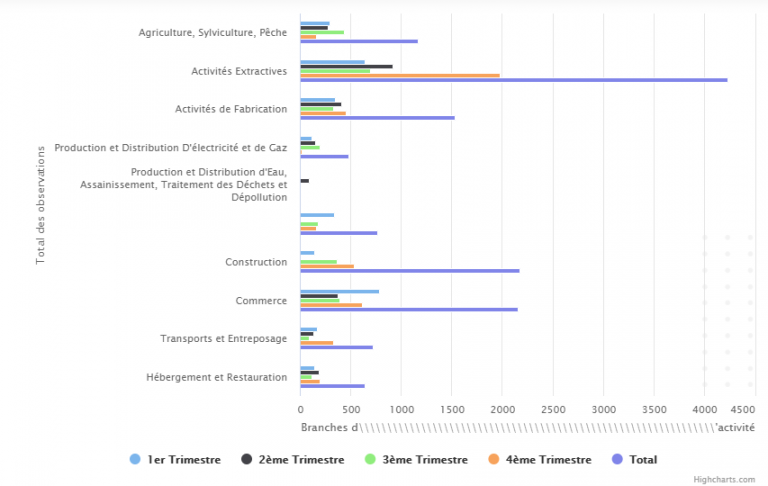 Agriculture, Sylviculture, Pêche
Activités Extractives
Activités de Fabrication
Production et Distribution D'électricité et de Gaz
Production et Distribution d'Eau,
Assainissement, Traitement des Déchets et
Dépollution
Construction
Commerce
Transports et Entreposage
Hébergement et Restauration
Total des observations
0 500 1000 1500 2000 2500 3000 3500 4000 4500
Branches d\\\\\\\\\\\\\\\\\\\\\\\\\\\\\\\\\\\\\\\\\\\\\\\\\\\\\\\\\\\\\\\'activité
1er Trimestre 2ème Trimestre 3ème Trimestre 4ème Trimestre Total
Highcharts.com